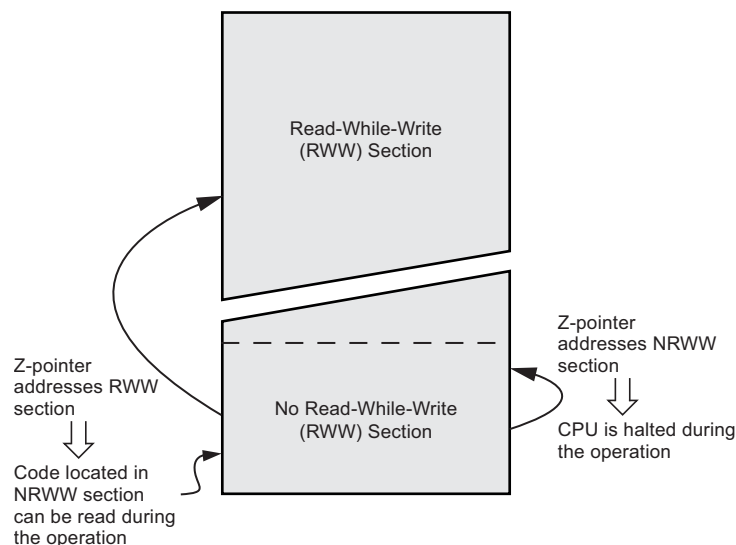 Read-While-Write
(RWW) Section
Z-pointer
addresses RWW
section
Code located in
NRWW section
can be read during
the operation
No Read-While-Write
(RWW) Section
Z-pointer
addresses NRWW
section
CPU is halted during
the operation